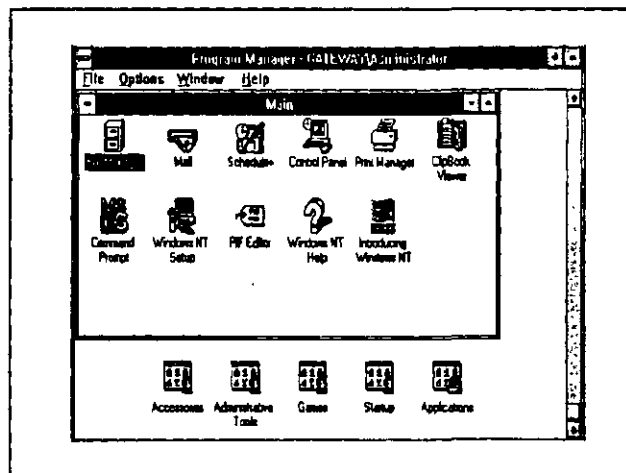 Program Manager - GATEWAY\Administrator
File Options Window Help
Main
Mail Schedule+ Control Panel Print Manager ClipBook
Viewer
Command Windows NT PIF Editor Windows NT Introducing
Prompt Setup Help Windows NT
Accessories Administrative Games Startup Applications
Tools